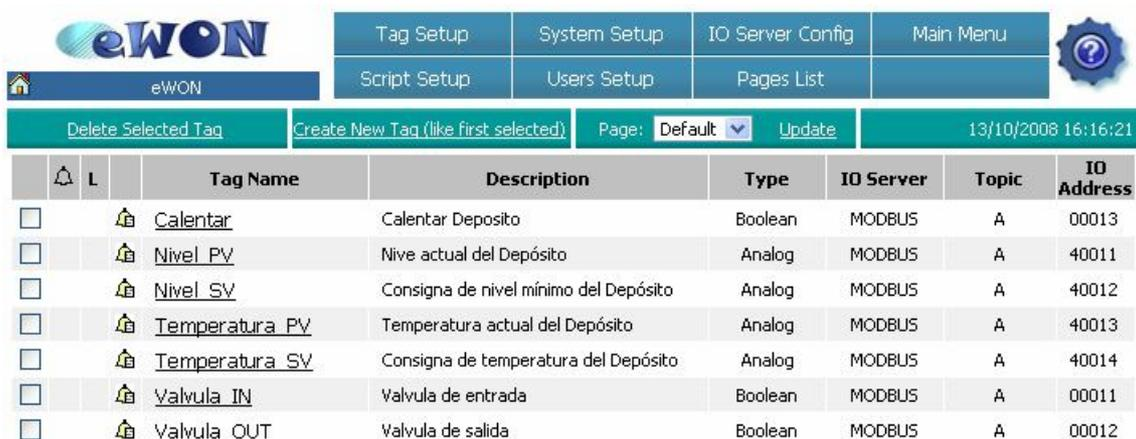 eWON
Tag Setup System Setup IO Server Config Main Menu
eWON Script Setup Users Setup Pages List
Delete Selected Tag Create New Tag (like first selected) Page: Default Update 13/10/2008 16:16:21
L Tag Name Description Type IO Server Topic IO Address
Calentar Calentar Deposito Boolean MODBUS A 00013
Nivel_PV Nive actual del Depósito Analog MODBUS A 40011
Nivel_SV Consigna de nivel mínimo del Depósito Analog MODBUS A 40012
Temperatura_PV Temperatura actual del Depósito Analog MODBUS A 40013
Temperatura_SV Consigna de temperatura del Depósito Analog MODBUS A 40014
Valvula_IN Valvula de entrada Boolean MODBUS A 00011
Valvula_OUT Valvula de salida Boolean MODBUS A 00012